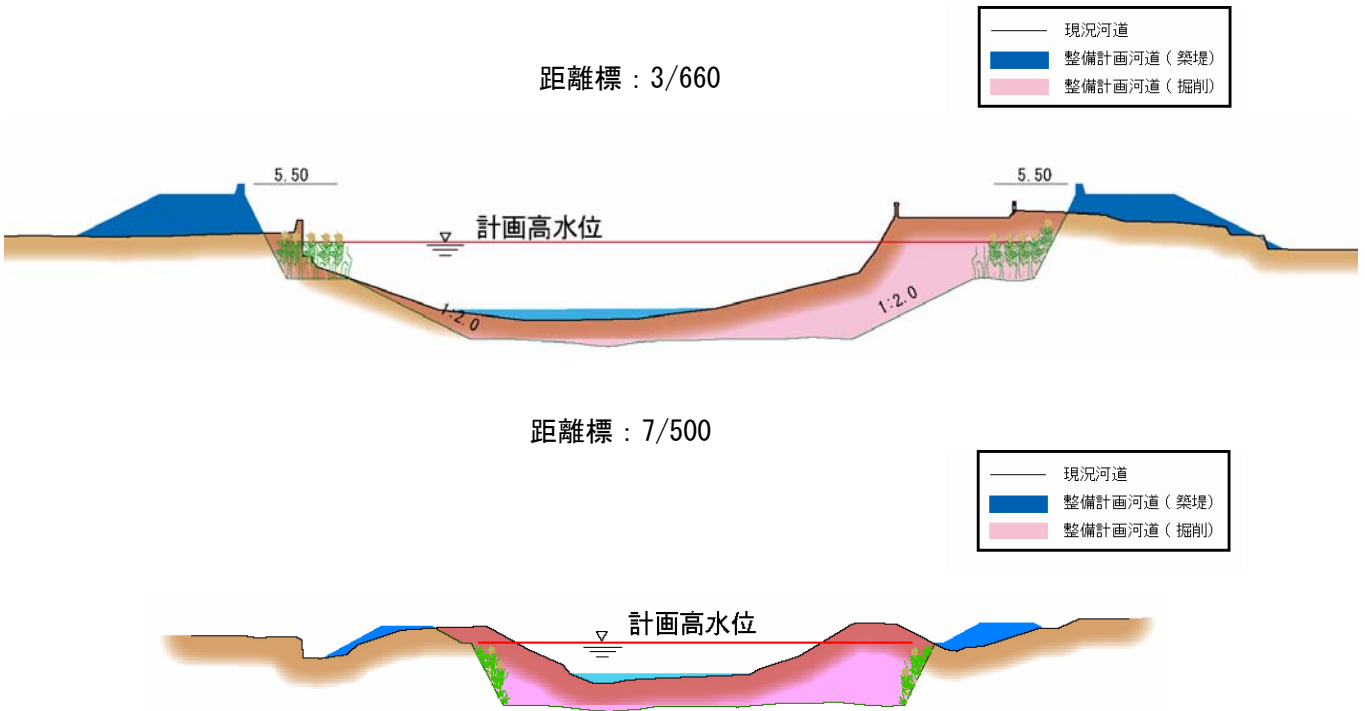 現況河道
整備計画河道(築堤)
整備計画河道(掘削)
距離標：3/660
5.50
5.50
計画高水位
1:2.0
1:2.0
距離標：7/500
現況河道
整備計画河道(築堤)
整備計画河道(掘削)
計画高水位